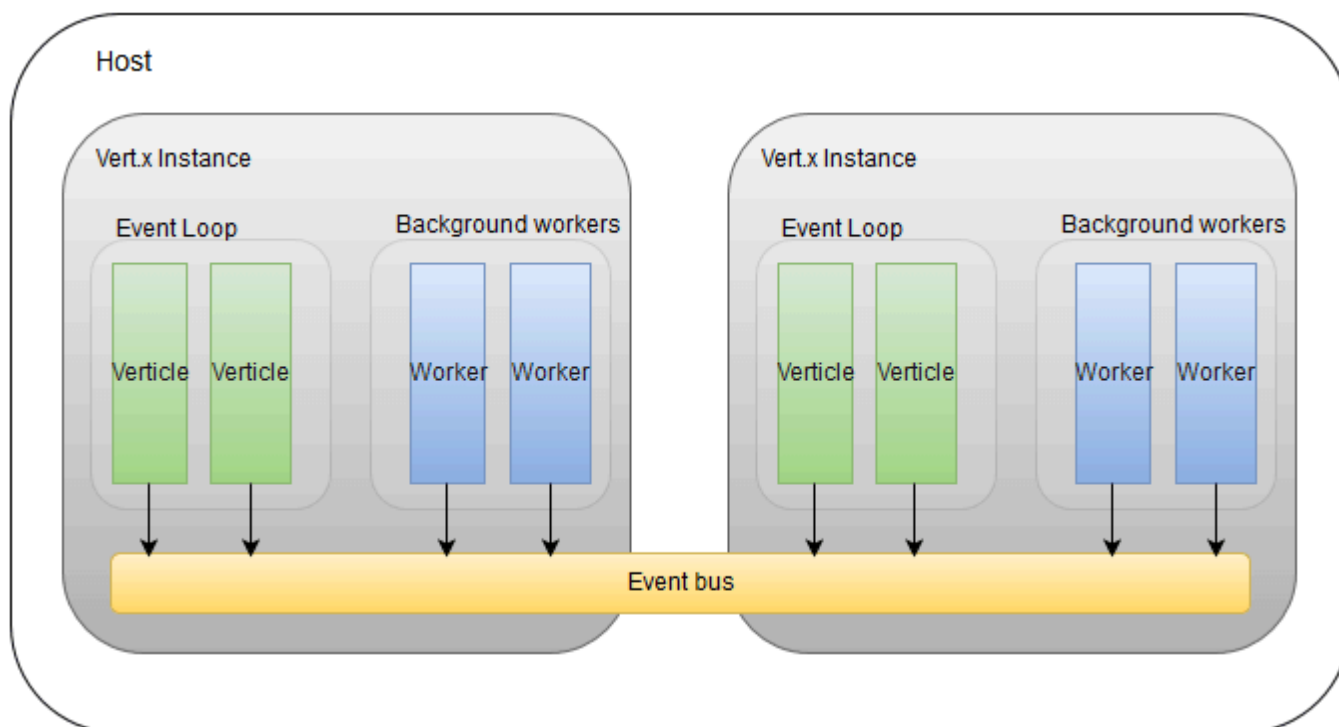 Host
Vert.x Instance
Event Loop
Background workers
Verticle
Verticle
Worker
Worker
Vert.x Instance
Event Loop
Background workers
Verticle
Verticle
Worker
Worker
Event bus